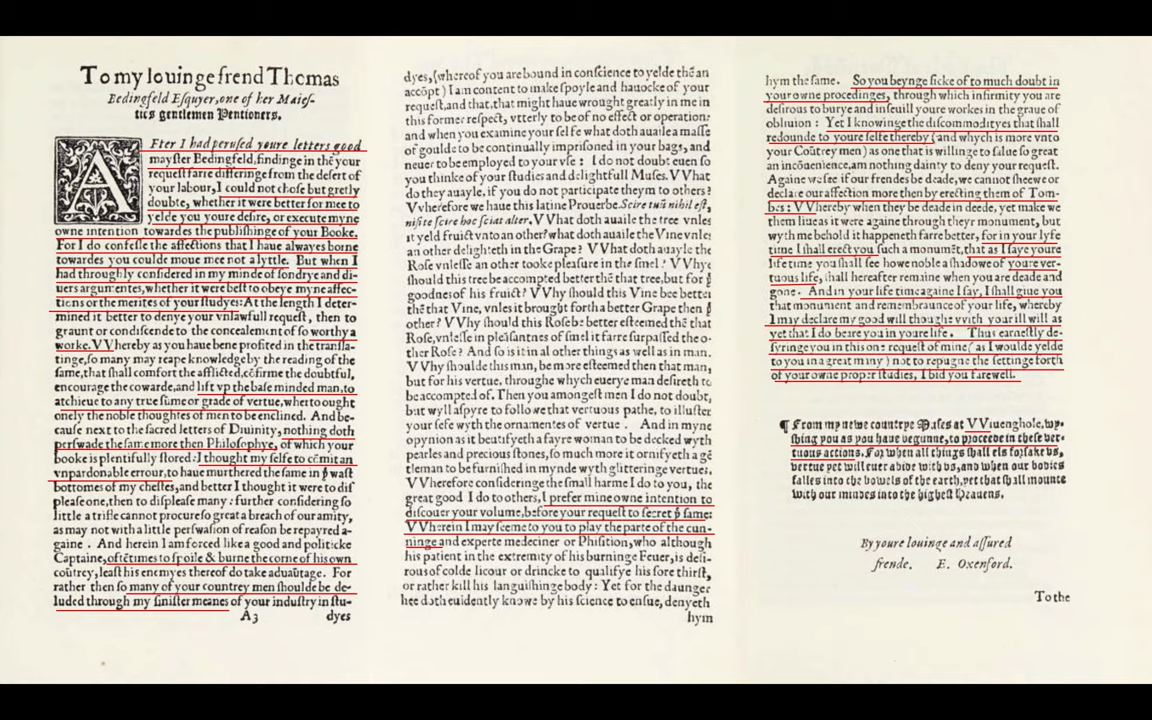 To my louinge frend Thomas
Bedingfeld Esquyer, one of her Maies-
ties gentlemen Pentioners.
AFter I had perused youre letters good
mayster Bedingfeld, findinge in thē your
request farre differinge from the desert of
your labour, I could not chose but gretly
doubte, whether it were better for mee to
yelde you youre desire, or execute myne
owne intention towardes the publishinge of your Booke.
For I do confesse the affections that I haue alwayes borne
towardes you coulde moue mee not a lyttle. But when I
had throughly considered in my minde of sondrye and di-
uers argumentes, whether it were best to obeye myne affec-
tions or the merites of your studyes: At the length I deter-
mined it better to denye your vnlawfull request, then to
graunt or condiscende to the concealement of so worthy a
worke. VVhereby as you haue bene profited in the transla-
tinge, so many may reape knowledge by the reading of the
same, that shall comfort the afflicted, cōfirme the doubtful,
encourage the cowarde, and lift vp the base minded man, to
atchieue to any true sūme or grade of vertue, wherto ought
onely the noble thoughtes of men to be enclined. And be-
cause next to the sacred letters of Diuinity, nothing doth
perswade the same more then Philosophye, of which your
booke is plentifully stored: I thought my selfe to cōmit an
vnpardonable errour, to haue murthered the same in þ wast
bottomes of my chestes, and better I thought it were to dis
please one, then to displease many: further considering so
little a trifle cannot procure so great a breach of our amity,
as may not with a little perswasion of reason be repayred a-
gaine. And herein I am forced like a good and politicke
Captaine, oftētimes to spoile & burne the corne of his own
coūtrey, least his enemyes thereof do take aduaūtage. For
rather then so many of your countrey men shoulde be de-
luded through my sinister meanes of your industry in stu-
A3 dyes
dyes, (whereof you are bound in conscience to yelde thē an
accōpt) I am content to make spoyle and hauocke of your
request, and that, that might haue wrought greatly in me in
this former respect, vtterly to be of no effect or operation:
and when you examine your selfe what doth auaile a masse
of goulde to be continually imprisoned in your bags, and
neuer to be employed to your vse: I do not doubt euen so
you thinke of your studies and delightfull Muses. VVhat
do they auayle, if you do not participate them to others?
VVherefore we haue this latine Prouerbe. Scire tuū nihil est,
nisi te scire hoc sciat alter. VVhat doth auaile the tree vnles
it yeld fruict vnto an other? what doth auaile the Vine vnles
an other delighteth in the Grape? VVhat doth auayle the
Rose vnlesse an other tooke pleasure in the smel? VVhye
should this tree be accompted better thē that tree, but for þ
goodnes of his fruict? VVhy should this Vine bee better
thē that Vine, vnles it brought forth a better Grape then þ
other? VVhy should this Rose be better esteemed thē that
Rose, vnlesse in pleasantnes of smel it farre surpassed the o-
ther Rose? And so is it in al other things as well as in man.
VVhy shoulde this man, be more esteemed then that man,
but for his vertue, throughe whych euerye man desireth to
be accompted of. Then you amongest men I do not doubt,
but wyll aspyre to followe that vertuous pathe, to illuster
your selfe wyth the ornamentes of vertue. And in myne
opynion as it beutifyeth a fayre woman to be decked wyth
pearles and precious stones, so much more it ornifyeth a gē
tleman to be furnished in mynde wyth glitteringe vertues.
VVherefore consideringe the small harme I do to you, the
great good I do to others, I prefer mine owne intention to
discouer your volume, before your request to secret þ same:
VVherein I may seeme to you to play the parte of the cun-
ninge and experte mediciner or Phisition, who although
his patient in the extremity of his burninge Feuer, is desi-
rous of colde licour or drincke to qualifye his sore thirst,
or rather kill his languishinge body: Yet for the daunger
hee doth euidently knowe by his science to ensue, denyeth
hym
hym the same. So you beynge sicke of to much doubt in
your owne procedinges, through which infirmity you are
desirous to burye and inseuill youre workes in the graue of
obliuion: Yet I knowinge the discommodityes that shall
redounde to youre selfe thereby (and whych is more vnto
your Coūtrey men) as one that is willinge to salue so great
an incōuenience, am nothing dainty to deny your request.
Againe we see if our frendes be deade, we cannot sheewe or
declare our affection more then by erecting them of Tom-
bes: VVhereby when they be deade in deede, yet make we
them liue as it were againe through theyr monument, but
wyth me behold it happeneth farre better, for in your lyfe
time I shall erect you such a monumēt, that as I saye youre
life time you shall see howe noble a shadowe of youre ver-
tuous life, shall hereafter remaine when you are deade and
gone. And in your life time againe I say, I shall giue you
that monument and remembraunce of your life, whereby
I may declare my good will thought vvith your ill will as
yet that I do beare you in youre life. Thus earnestly de-
syringe you in this one request of mine (as I woulde yelde
to you in a great many) not to repugne the settinge forth
of your owne proper studies, I bid you farewell.
¶ From my newe countrye Muses at VViuenghole, wy-
shing you as you haue begunne, to proceede in these ver-
tuous actions. For when all things shall els forsake vs,
vertue yet will euer abide with vs, and when our bodies
falles into the bowels of the earth, yet that shall mounte
with our mindes into the highest Heauens.
By youre louinge and assured
frende. E. Oxenford.
To the